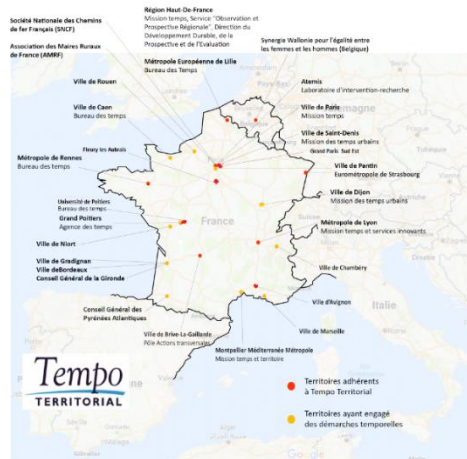 Société Nationale des Chemins
de fer Français (SNCF)
Association des Maires Ruraux
de France (AMRF)
Région Haut-De-France
Mission temps, Service "Observation et
Prospective Régionale", Direction du
Développement Durable, de la
Prospective et de l'Evaluation
Métropole Européenne de Lille
Bureau des Temps
Synergie Wallonie pour l'égalité entre
les femmes et les hommes (Belgique)
Aternis
Laboratoire d'intervention-recherche
Ville de Paris
Mission temps
Ville de Saint-Denis
Mission des temps urbains
Grand Paris Sud Est
Ville de Pantin
Eurométropole de Strasbourg
Ville de Dijon
Mission des temps urbains
Métropole de Lyon
Mission temps et services innovants
Ville de Chambéry
Ville d'Avignon
Ville de Marseille
Ville de Rouen
Ville de Caen
Bureau des temps
Fleury les Aubrais
Métropole de Rennes
Bureau des temps
Université de Poitiers
Bureau des temps
Grand Poitiers
Agence des temps
Ville de Niort
Ville de Gradignan
Ville deBordeaux
Conseil Général de la Gironde
Conseil Général des
Pyrénées Atlantiques
Ville de Brive-La-Gaillarde
Pôle Actions transversales
Montpellier Méditerranée Métropole
Mission temps et territoire
France
Italie
Tempo
TERRITORIAL
Territoires adhérents
à Tempo Territorial
Territoires ayant engagé
des démarches temporelles
Google